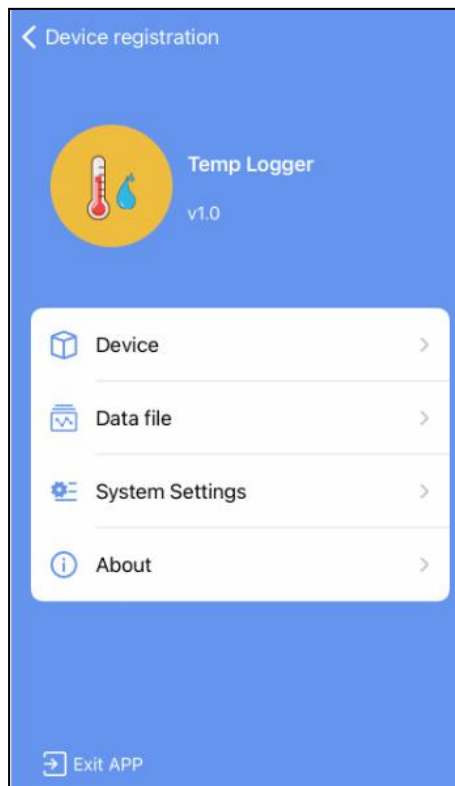 Device registration
Temp Logger
v1.0
Device
Data file
System Settings
About
Exit APP